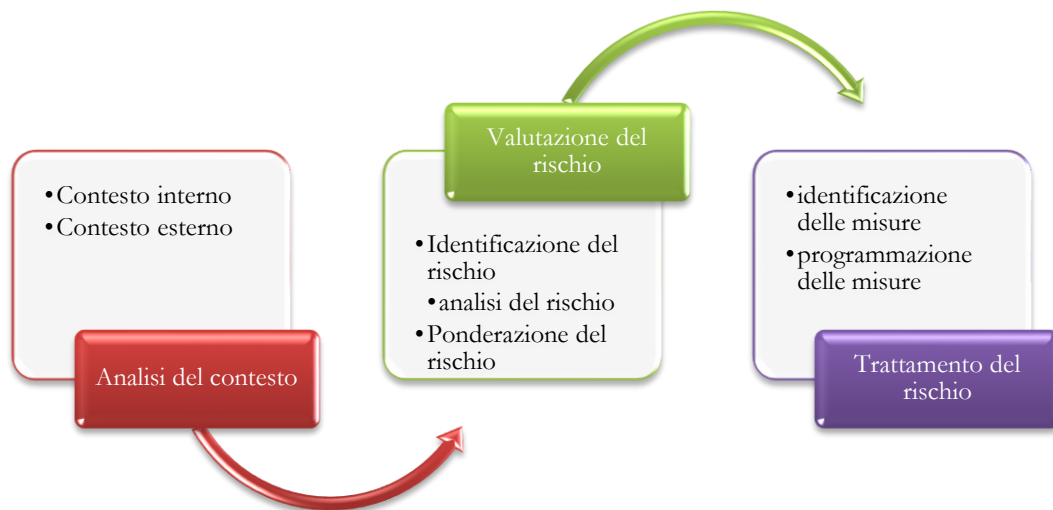 •Contesto interno
•Contesto esterno
Analisi del contesto
Valutazione del
rischio
•Identificazione del
rischio
•analisi del rischio
•Ponderazione del
rischio
•identificazione
delle misure
•programmazione
delle misure
Trattamento del
rischio